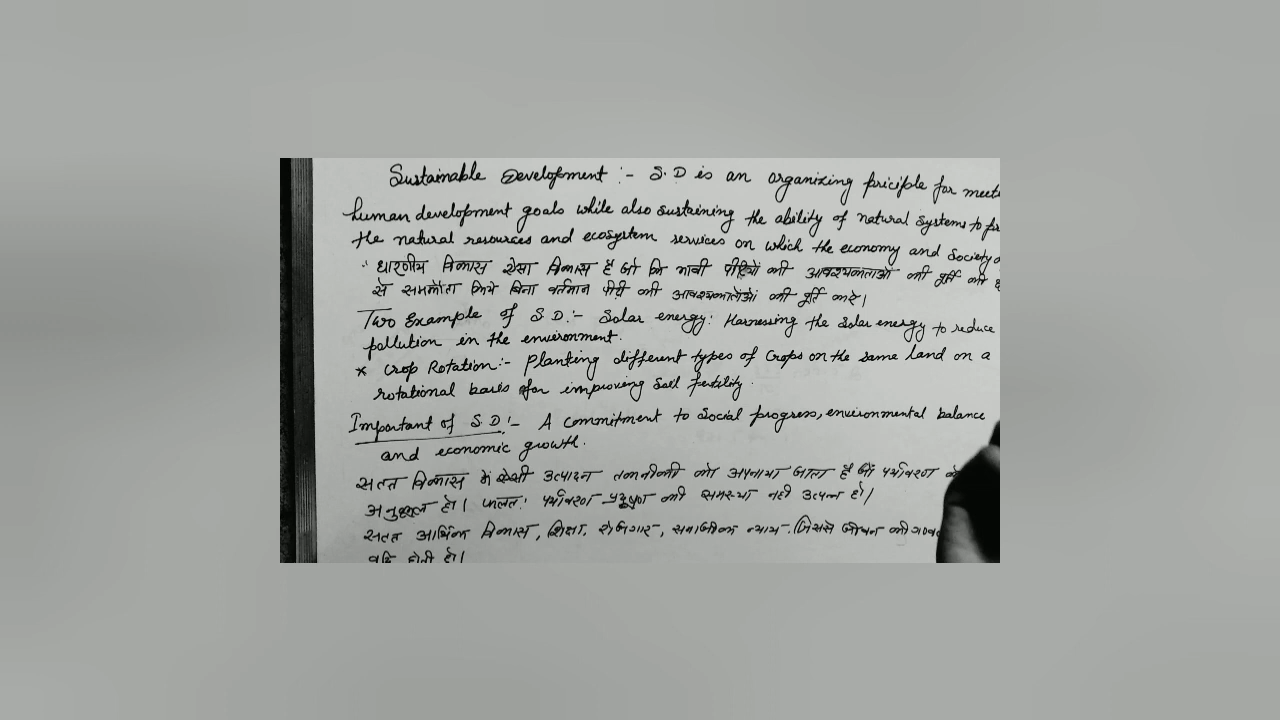 Sustainable Development :- S.D is an organizing priciple for
human development goals while also sustaining the ability of natural systems to
the natural resources and ecosystem services on which the economy and Society
" धारणीय विकास ऐसा विकास है जो कि भावी पीढ़ियों की आवश्यकताओं की पूर्ति की
से समझौता किये बिना वर्तमान पीढ़ी की आवश्यकताओं की पूर्ति करे।
Two Example of S.D:- Solar energy: Harnessing the Solar energy to reduce
pollution in the environment.
* Crop Rotation:- Planting different types of Crops on the same land on a
rotational basis for improving Soil fertility.
Important of S.D:- A commitment to Social progress, environmental balance
and economic growth.
सतत विकास में ऐसी उत्पादन तकनीकी को अपनाया जाता है जो पर्यावरण के
अनुकूल हो। फलत: पर्यावरण प्रदूषण की समस्या नही उत्पन्न हो।
सतत आर्थिक विकास, शिक्षा, रोजगार, समाजीक न्याय. जिससे जीवन की
वृद्धि होती हो।